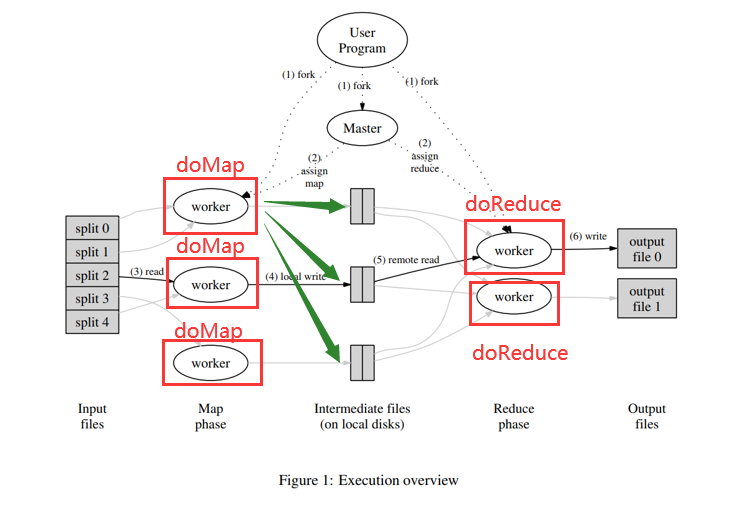 User
Program
(1) fork
(1) fork
(1) fork
Master
(2)
assign
map
(2)
assign
reduce
doMap
worker
doReduce
split 0
split 1
split 2
split 3
split 4
(3) read
doMap
worker
(4) local write
(5) remote read
worker
(6) write
output
file 0
worker
output
file 1
doMap
worker
doReduce
Input
files
Map
phase
Intermediate files
(on local disks)
Reduce
phase
Output
files
Figure 1: Execution overview